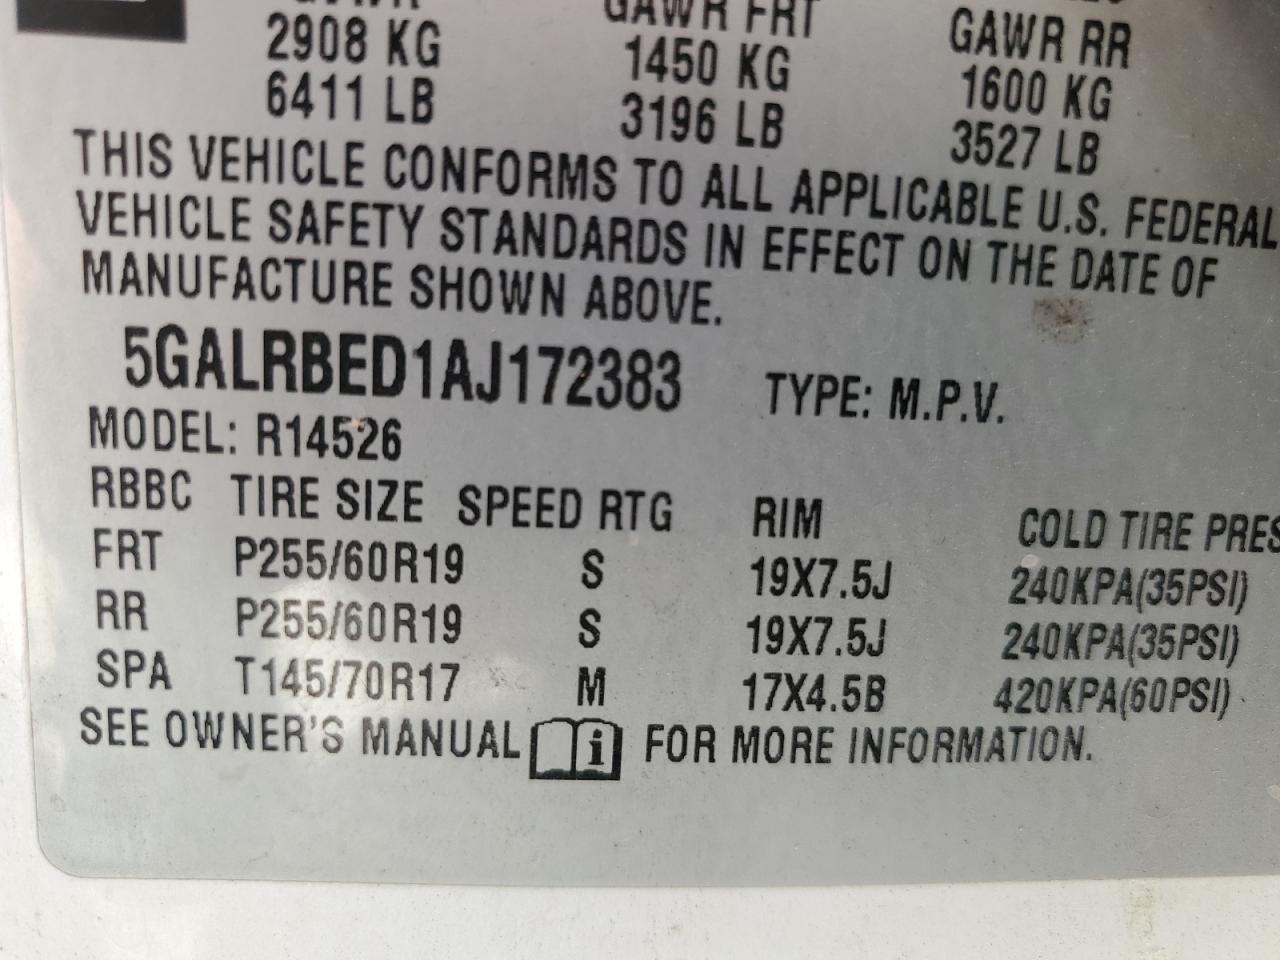 GAWR FRT
GAWR RR
2908 KG 1450 KG 1600 KG
6411 LB 3196 LB 3527 LB
THIS VEHICLE CONFORMS TO ALL APPLICABLE U.S. FEDERAL
VEHICLE SAFETY STANDARDS IN EFFECT ON THE DATE OF
MANUFACTURE SHOWN ABOVE.
5GALRBED1AJ172383 TYPE: M.P.V.
MODEL: R14526
RBBC TIRE SIZE SPEED RTG RIM COLD TIRE PRES
FRT P255/60R19 S 19X7.5J 240KPA(35PSI)
RR P255/60R19 S 19X7.5J 240KPA(35PSI)
SPA T145/70R17 M 17X4.5B 420KPA(60PSI)
SEE OWNER'S MANUAL i FOR MORE INFORMATION.